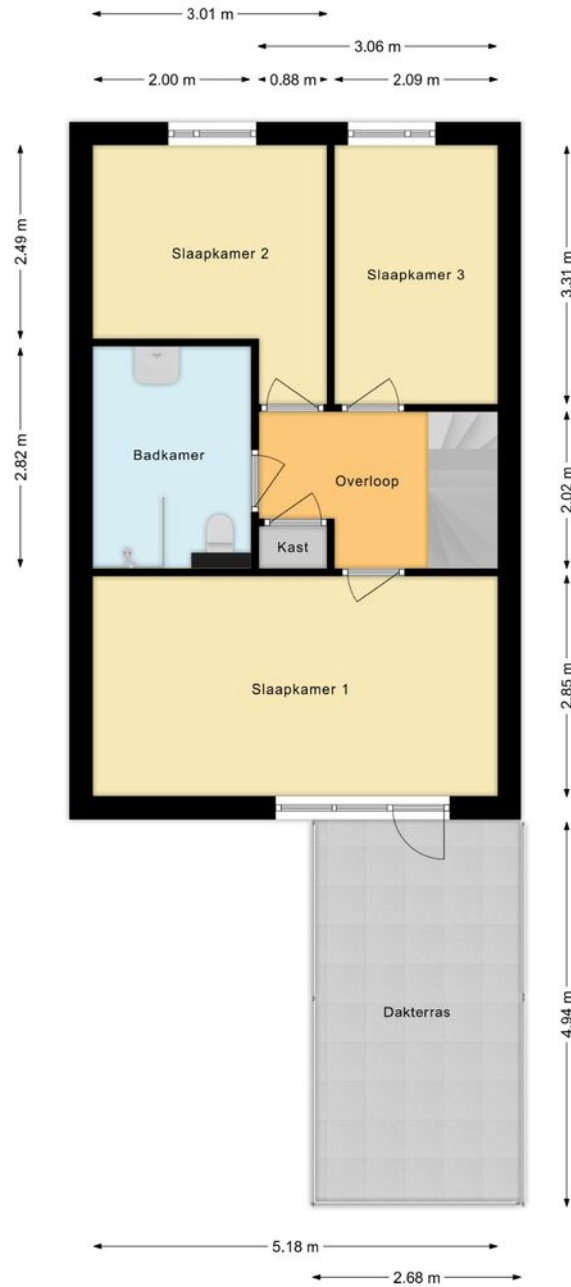 3.01 m
3.06 m
2.00 m
0.88 m
2.09 m
2.49 m
3.31 m
Slaapkamer 2
Slaapkamer 3
2.82 m
Badkamer
Overloop
2.02 m
Kast
Slaapkamer 1
2.85 m
Dakterras
4.94 m
5.18 m
2.68 m